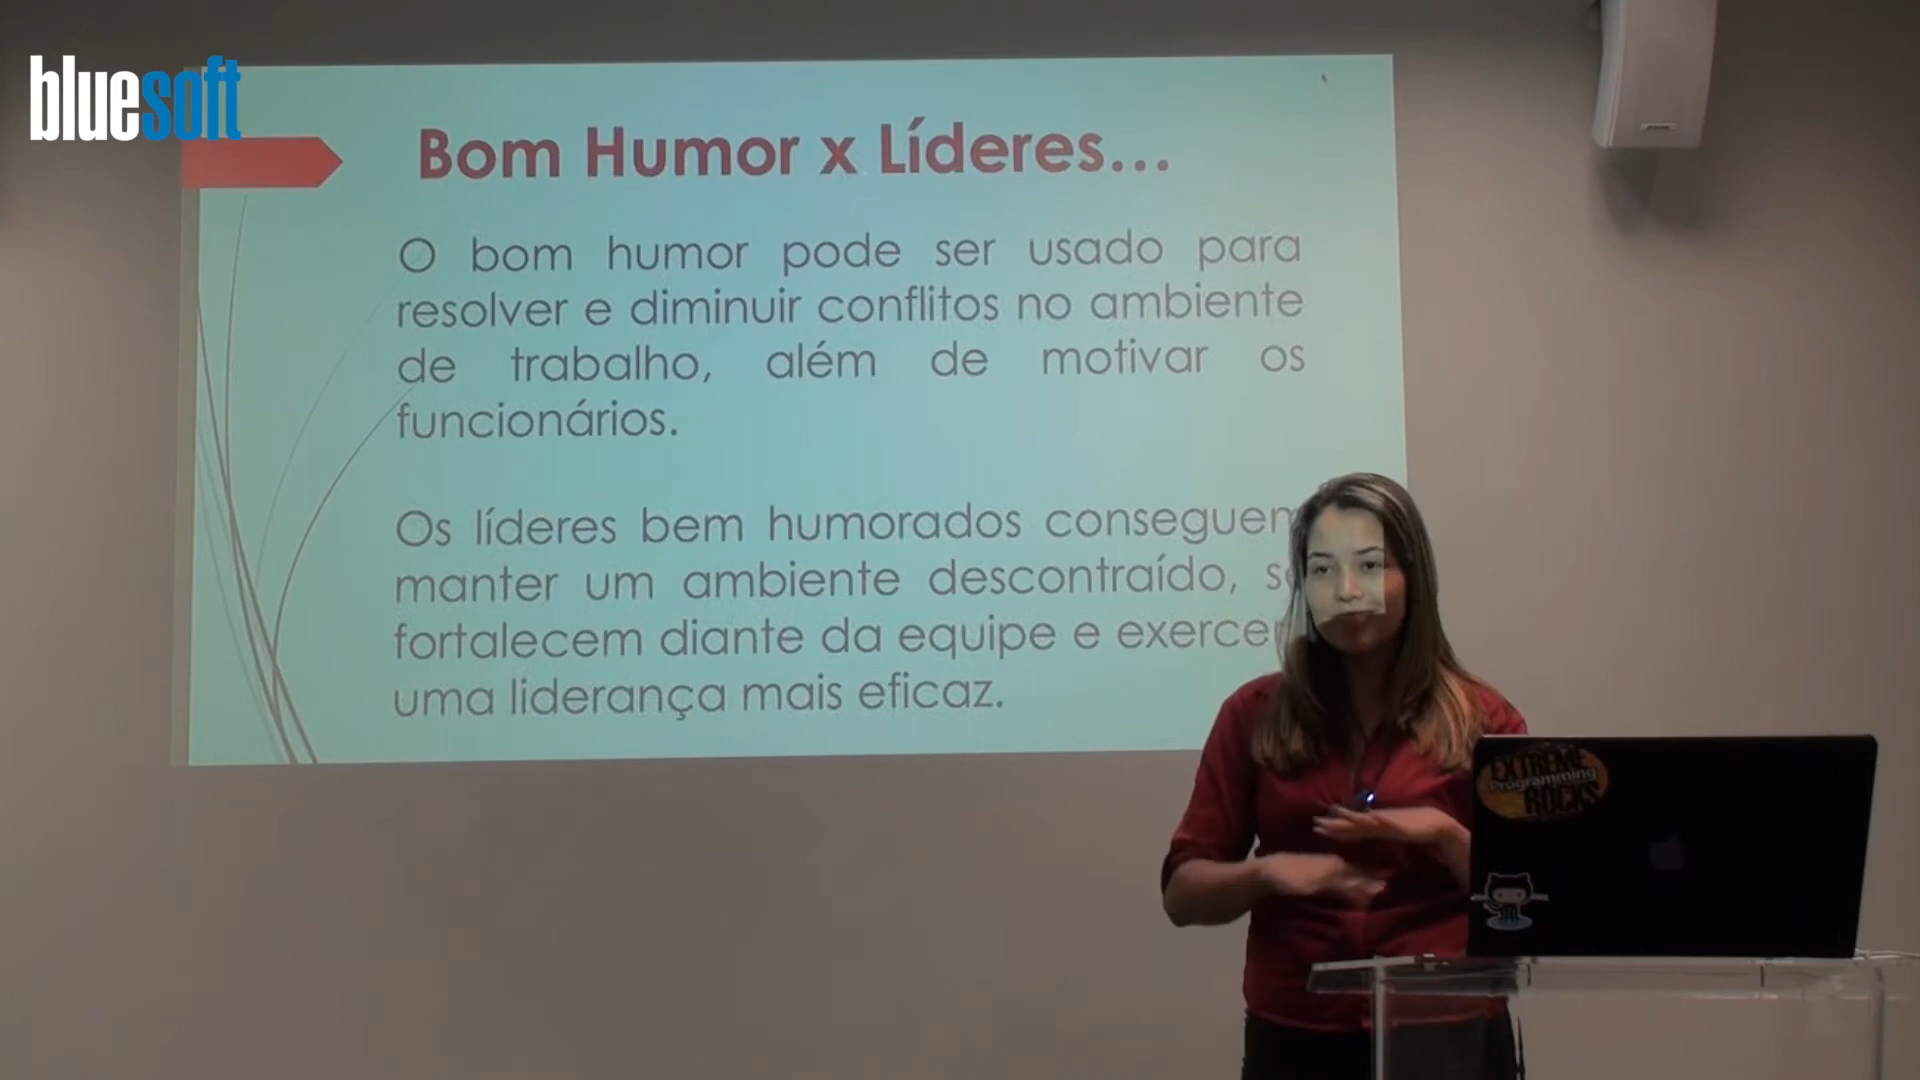 bluesoft
Bom Humor x Líderes...
O bom humor pode ser usado para
resolver e diminuir conflitos no ambiente
de trabalho, além de motivar os
funcionários.
Os líderes bem humorados conseguem
manter um ambiente descontraído,
fortalecem diante da equipe e exercem
uma liderança mais eficaz.
EXTREME
Programming
ROCKS